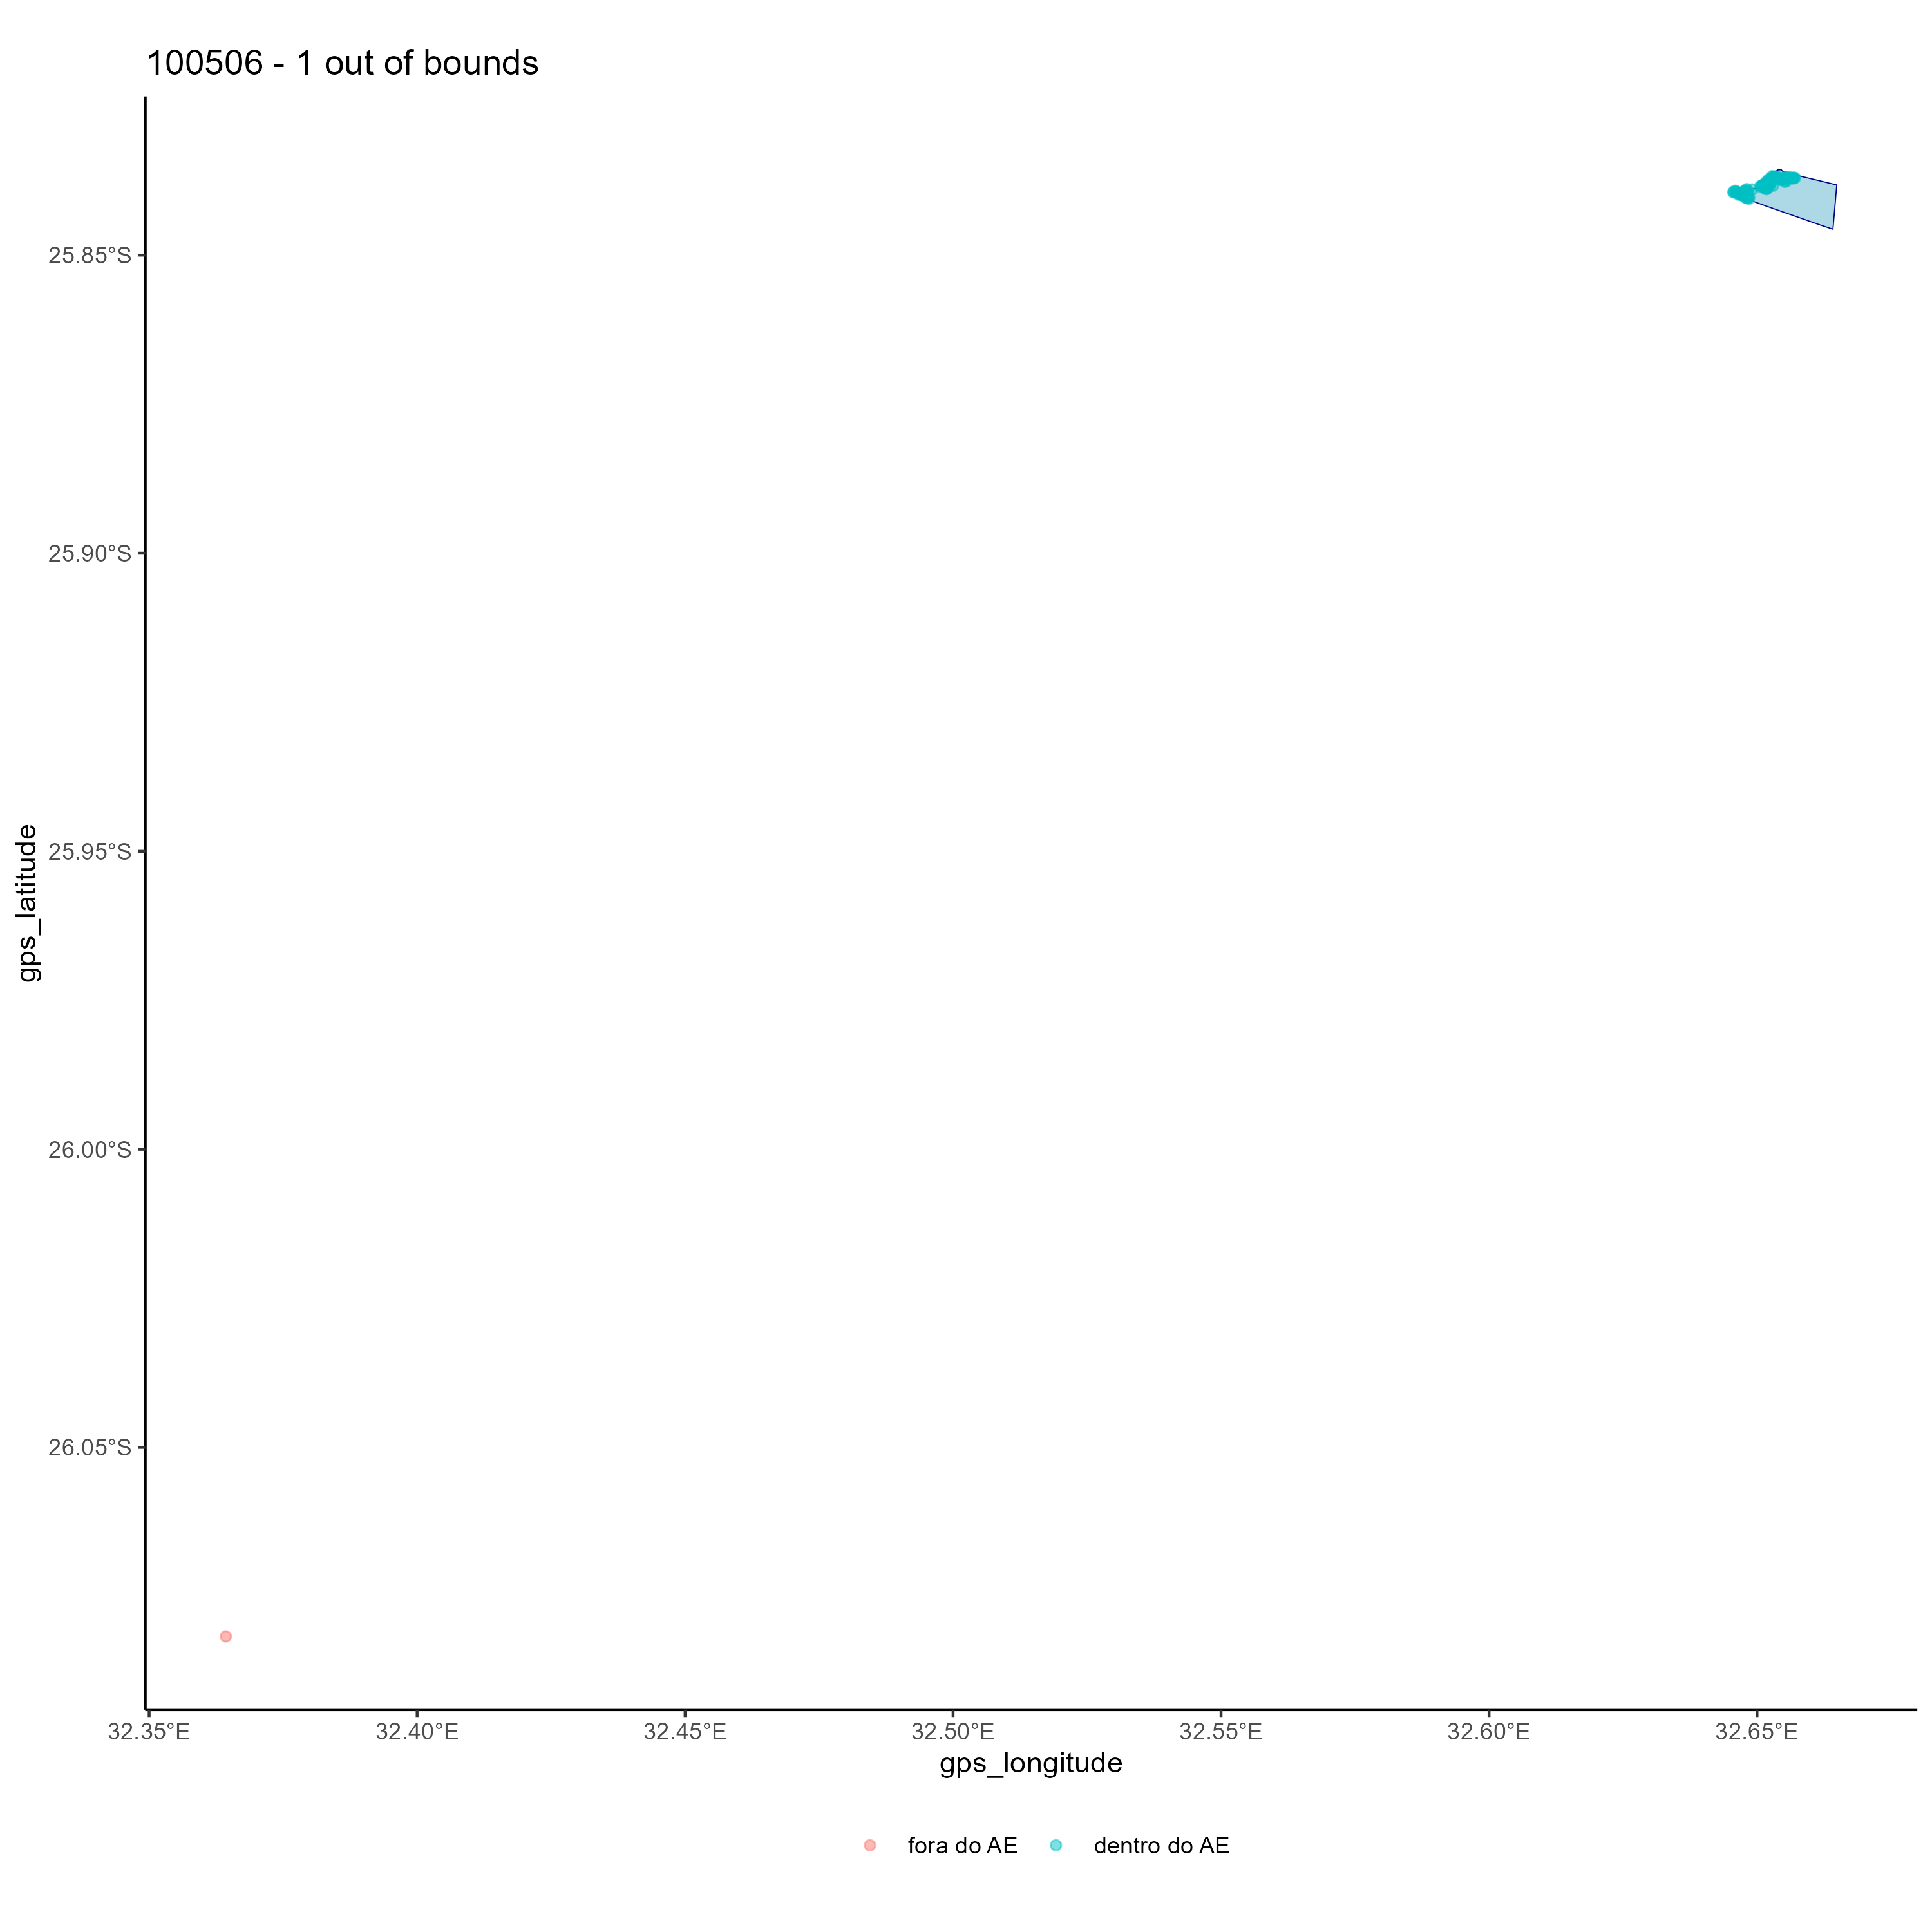 100506 - 1 out of bounds
25.85°S
25.90°S
25.95°S
26.00°S
26.05°S
gps_latitude
32.35°E 32.40°E 32.45°E 32.50°E 32.55°E 32.60°E 32.65°E
gps_longitude
fora do AE dentro do AE